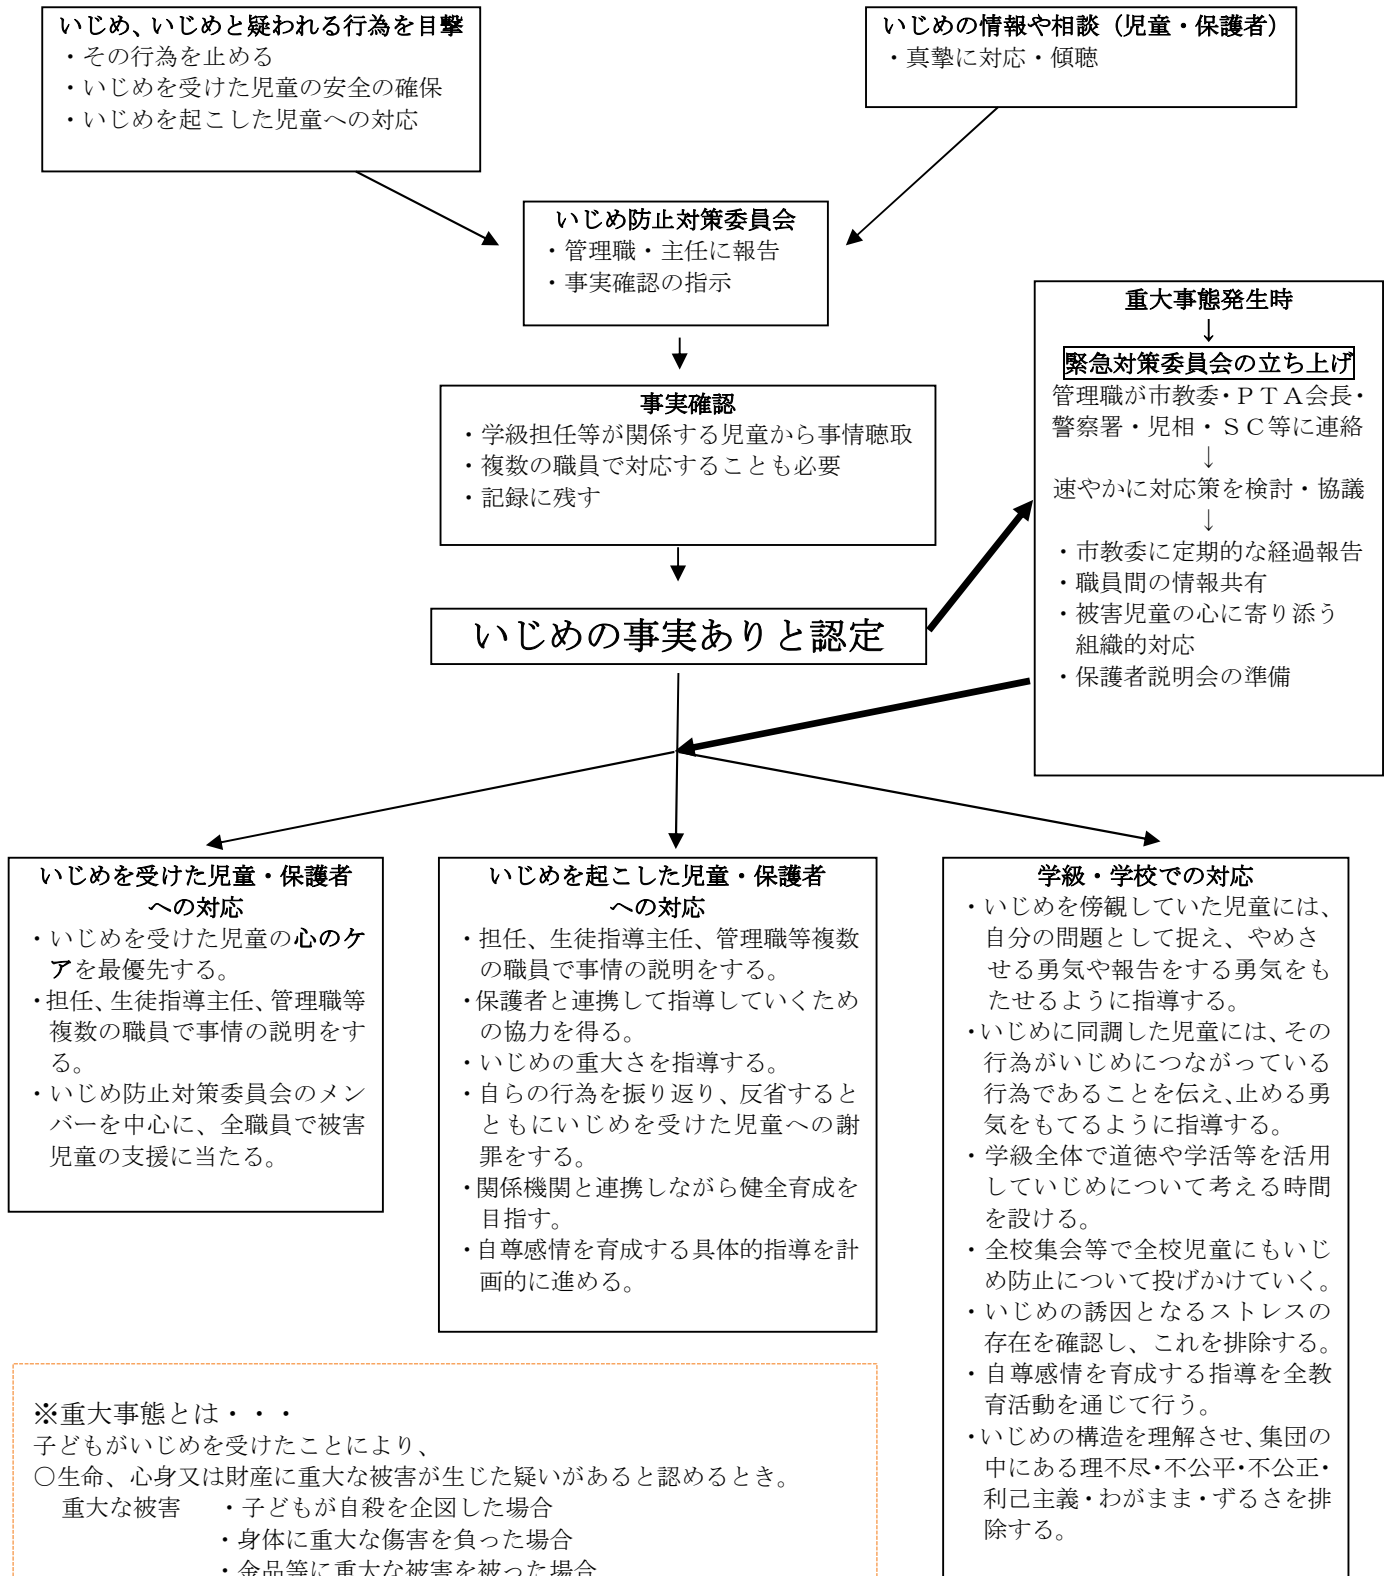 いじめ、いじめと疑われる行為を目撃
・その行為を止める
・いじめを受けた児童の安全の確保
・いじめを起こした児童への対応
いじめの情報や相談（児童・保護者）
・真摯に対応・傾聴
いじめ防止対策委員会
・管理職・主任に報告
・事実確認の指示
事実確認
・学級担任等が関係する児童から事情聴取
・複数の職員で対応することも必要
・記録に残す
いじめの事実ありと認定
重大事態発生時
↓
緊急対策委員会の立ち上げ
管理職が市教委・ＰＴＡ会長・
警察署・児相・ＳＣ等に連絡
↓
速やかに対応策を検討・協議
↓
・市教委に定期的な経過報告
・職員間の情報共有
・被害児童の心に寄り添う
組織的対応
・保護者説明会の準備
いじめを受けた児童・保護者
への対応
・いじめを受けた児童の心のケ
アを最優先する。
・担任、生徒指導主任、管理職等
複数の職員で事情の説明をす
る。
・いじめ防止対策委員会のメン
バーを中心に、全職員で被害
児童の支援に当たる。
いじめを起こした児童・保護者
への対応
・担任、生徒指導主任、管理職等複数
の職員で事情の説明をする。
・保護者と連携して指導していくため
の協力を得る。
・いじめの重大さを指導する。
・自らの行為を振り返り、反省すると
ともにいじめを受けた児童への謝
罪をする。
・関係機関と連携しながら健全育成を
目指す。
・自尊感情を育成する具体的指導を計
画的に進める。
学級・学校での対応
・いじめを傍観していた児童には、
自分の問題として捉え、やめさ
せる勇気や報告をする勇気をも
たせるように指導する。
・いじめに同調した児童には、その
行為がいじめにつながっている
行為であることを伝え、止める勇
気をもてるように指導する。
・学級全体で道徳や学活等を活用
していじめについて考える時間
を設ける。
・全校集会等で全校児童にもいじ
め防止について投げかけていく。
・いじめの誘因となるストレスの
存在を確認し、これを排除する。
・自尊感情を育成する指導を全教
育活動を通じて行う。
・いじめの構造を理解させ、集団の
中にある理不尽・不公平・不公正・
利己主義・わがまま・ずるさを排
除する。
※重大事態とは・・・
子どもがいじめを受けたことにより、
○生命、心身又は財産に重大な被害が生じた疑いがあると認めるとき。
重大な被害　・子どもが自殺を企図した場合
・身体に重大な傷害を負った場合
・金品等に重大な被害を被った場合